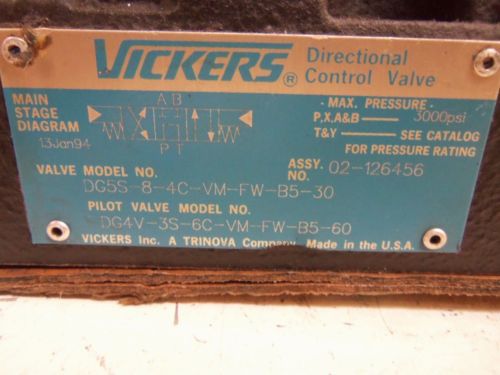 VICKERS®
Directional
Control Valve
MAIN
STAGE
DIAGRAM
13Jan94
A B
P T
· MAX. PRESSURE ·
P,X,A&B — 3000psi
T&Y — SEE CATALOG
FOR PRESSURE RATING
VALVE MODEL NO.
ASSY. NO. 02-126456
DG5S-8-4C-VM-FW-B5-30
PILOT VALVE MODEL NO.
DG4V-3S-6C-VM-FW-B5-60
VICKERS Inc. A TRINOVA Company Made in the U.S.A.